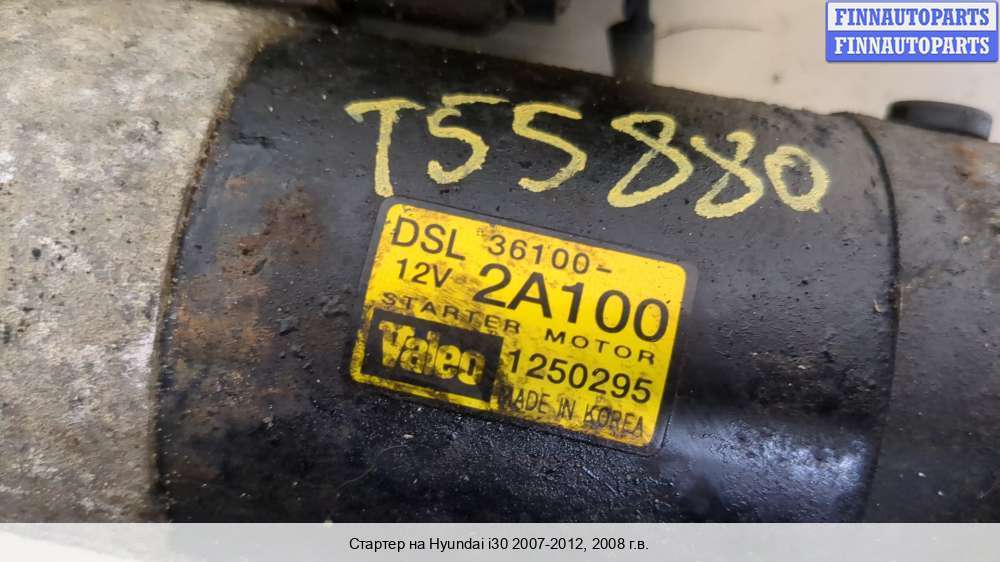 FINNAUTOPARTS
FINNAUTOPARTS
T55880
DSL 36100-
12V 2A100
STARTER MOTOR
Valeo 1250295
MADE IN KOREA
Стартер на Hyundai i30 2007-2012, 2008 г.в.